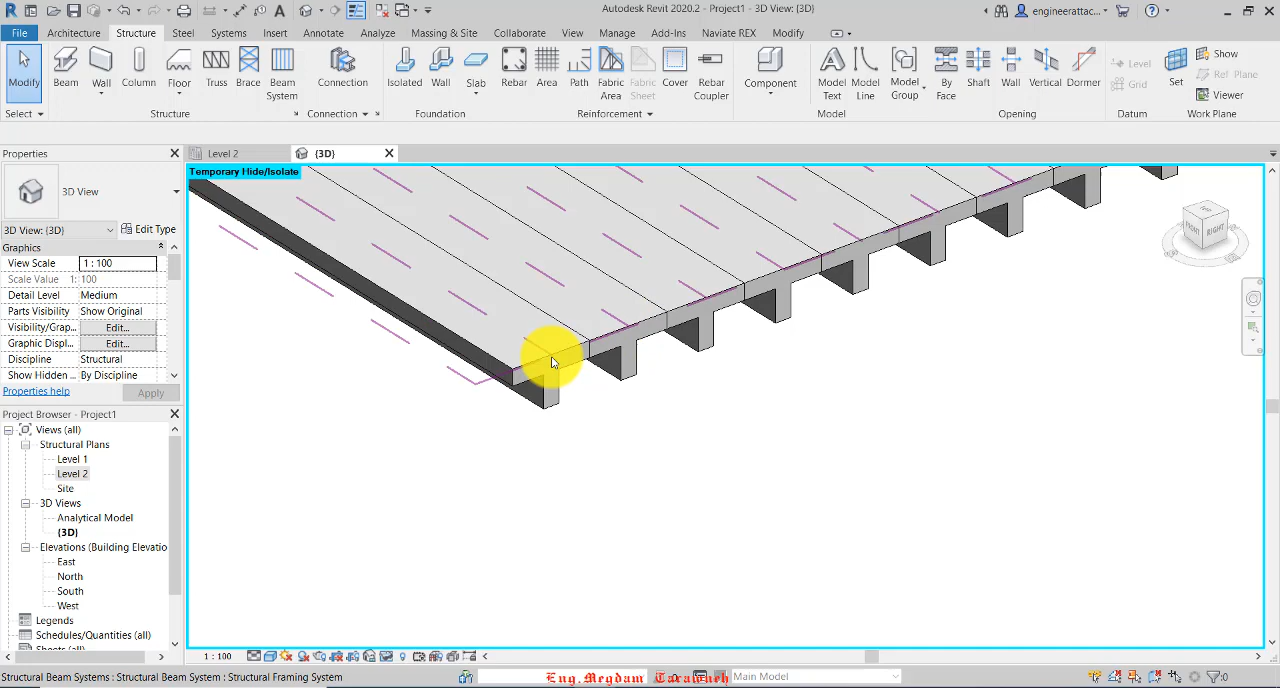 Autodesk Revit 2020.2 - Project1 - 3D View: {3D}
engineerattac...
File Architecture Structure Steel Systems Insert Annotate Analyze Massing & Site Collaborate View Manage Add-Ins Naviate REX Modify
Modify Beam Wall Column Floor Truss Brace Beam System Connection Isolated Wall Slab Rebar Area Path Fabric Area Fabric Sheet Cover Rebar Coupler Component Model Text Model Line Model Group By Face Shaft Wall Vertical Dormer Level Grid Set Show Ref Plane Viewer
Select Structure Connection Foundation Reinforcement Model Opening Datum Work Plane
Properties
Level 2
{3D}
Temporary Hide/Isolate
3D View
3D View: {3D}
Edit Type
Graphics
View Scale 1 : 100
Scale Value 1: 100
Detail Level Medium
Parts Visibility Show Original
Visibility/Grap... Edit...
Graphic Displ... Edit...
Discipline Structural
Show Hidden By Discipline
Properties help
Apply
TOP
FRONT
RIGHT
Project Browser - Project1
Views (all)
Structural Plans
Level 1
Level 2
Site
3D Views
Analytical Model
{3D}
Elevations (Building Elevatio
East
North
South
West
Legends
Schedules/Quantities (all)
Sheets (all)
1 : 100
Structural Beam Systems : Structural Beam System : Structural Framing System
Eng.Meqdam Tarawneh
Main Model
:0